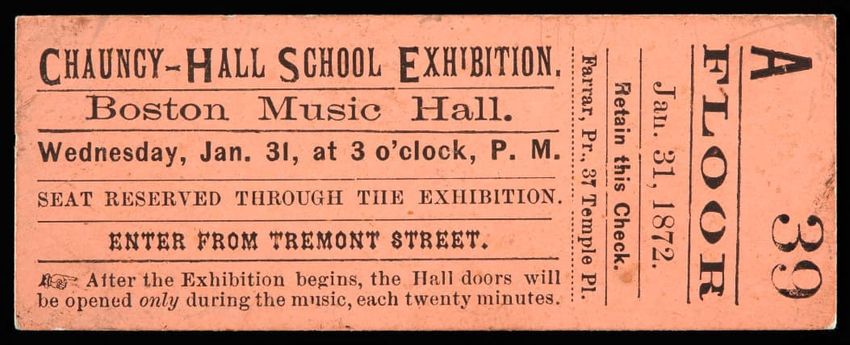 CHAUNCY-HALL SCHOOL EXHIBITION.
Boston Music Hall.
Wednesday, Jan. 31, at 3 o'clock, P. M.
SEAT RESERVED THROUGH THE EXHIBITION.
ENTER FROM TREMONT STREET.
☞ After the Exhibition begins, the Hall doors will
be opened only during the music, each twenty minutes.
Farrar, Pr., 37 Temple Pl.
Retain this Check.
Jan. 31, 1872.
FLOOR
A 39